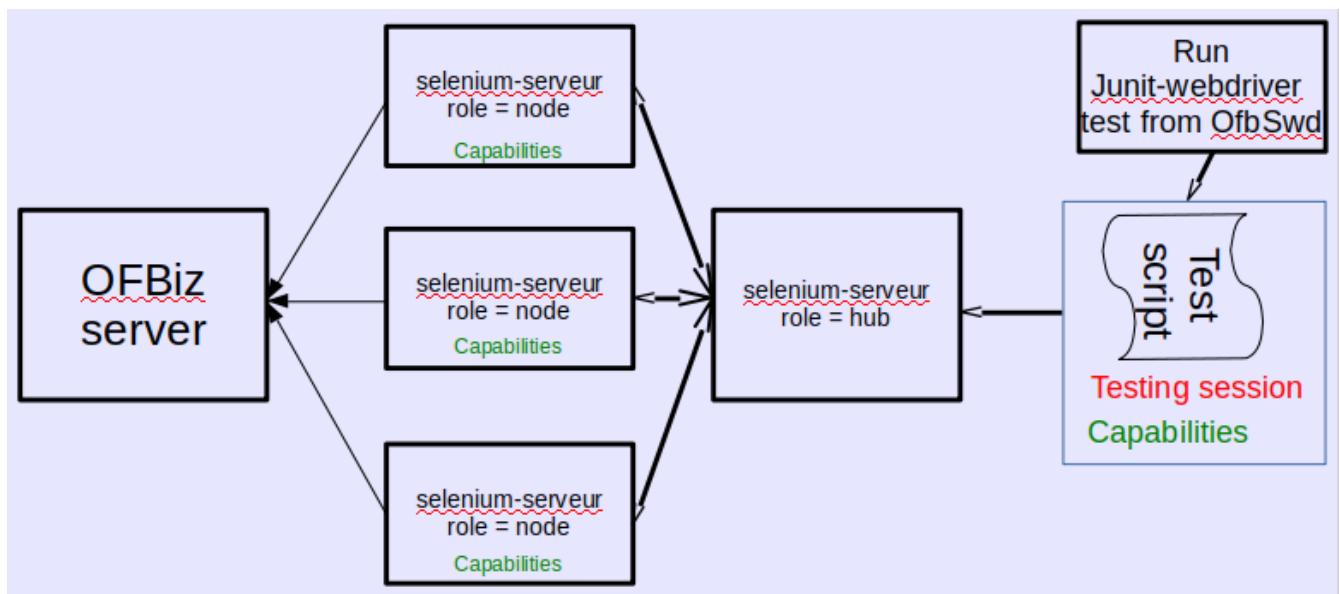 OFBiz
server
selenium-serveur
role = node
Capabilities
selenium-serveur
role = node
Capabilities
selenium-serveur
role = node
Capabilities
selenium-serveur
role = hub
Run
Junit-webdriver
test from OfbSwd
Test
script
Testing session
Capabilities